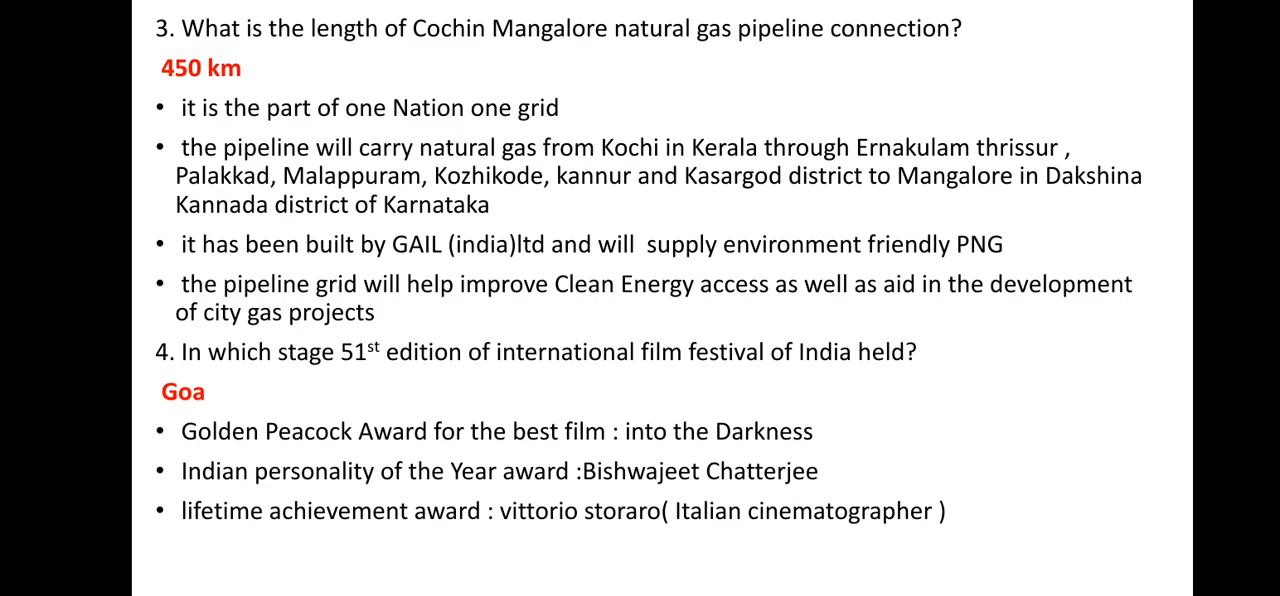 3. What is the length of Cochin Mangalore natural gas pipeline connection?
450 km
• it is the part of one Nation one grid
• the pipeline will carry natural gas from Kochi in Kerala through Ernakulam thrissur ,
Palakkad, Malappuram, Kozhikode, kannur and Kasargod district to Mangalore in Dakshina
Kannada district of Karnataka
• it has been built by GAIL (india)ltd and will supply environment friendly PNG
• the pipeline grid will help improve Clean Energy access as well as aid in the development
of city gas projects
4. In which stage 51st edition of international film festival of India held?
Goa
• Golden Peacock Award for the best film : into the Darkness
• Indian personality of the Year award :Bishwajeet Chatterjee
• lifetime achievement award : vittorio storaro( Italian cinematographer )